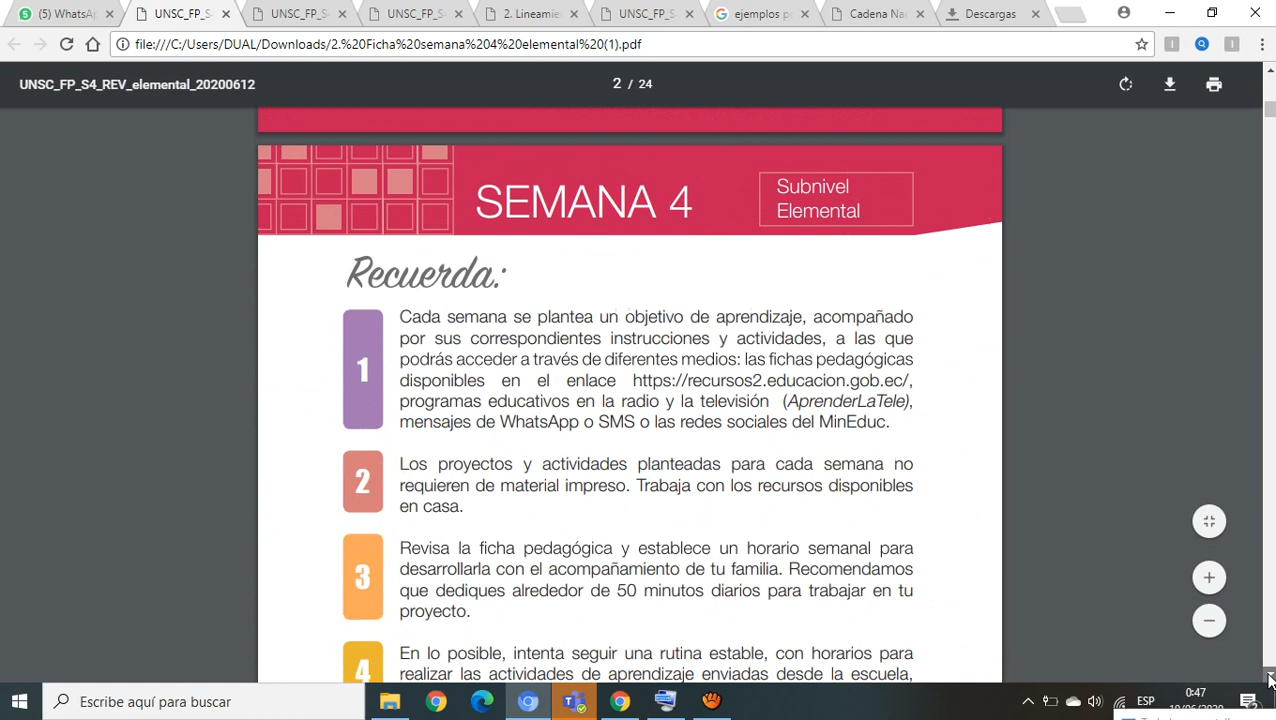 (5) WhatsA
UNSC_FP_S
UNSC_FP_S
UNSC_FP_S
2. Lineamie
UNSC_FP_S
ejemplos p
Cadena Na
Descargas
file:///C:/Users/DUAL/Downloads/2.%20Ficha%20semana%204%20elemental%20(1).pdf
UNSC_FP_S4_REV_elemental_20200612
2 / 24
SEMANA 4
Subnivel
Elemental
Recuerda:
1
Cada semana se plantea un objetivo de aprendizaje, acompañado
por sus correspondientes instrucciones y actividades, a las que
podrás acceder a través de diferentes medios: las fichas pedagógicas
disponibles en el enlace https://recursos2.educacion.gob.ec/,
programas educativos en la radio y la televisión (AprenderLaTele),
mensajes de WhatsApp o SMS o las redes sociales del MinEduc.
2
Los proyectos y actividades planteadas para cada semana no
requieren de material impreso. Trabaja con los recursos disponibles
en casa.
3
Revisa la ficha pedagógica y establece un horario semanal para
desarrollarla con el acompañamiento de tu familia. Recomendamos
que dediques alrededor de 50 minutos diarios para trabajar en tu
proyecto.
4
En lo posible, intenta seguir una rutina estable, con horarios para
realizar las actividades de aprendizaje enviadas desde la escuela,
Escribe aquí para buscar
ESP
0:47
19/06/2020